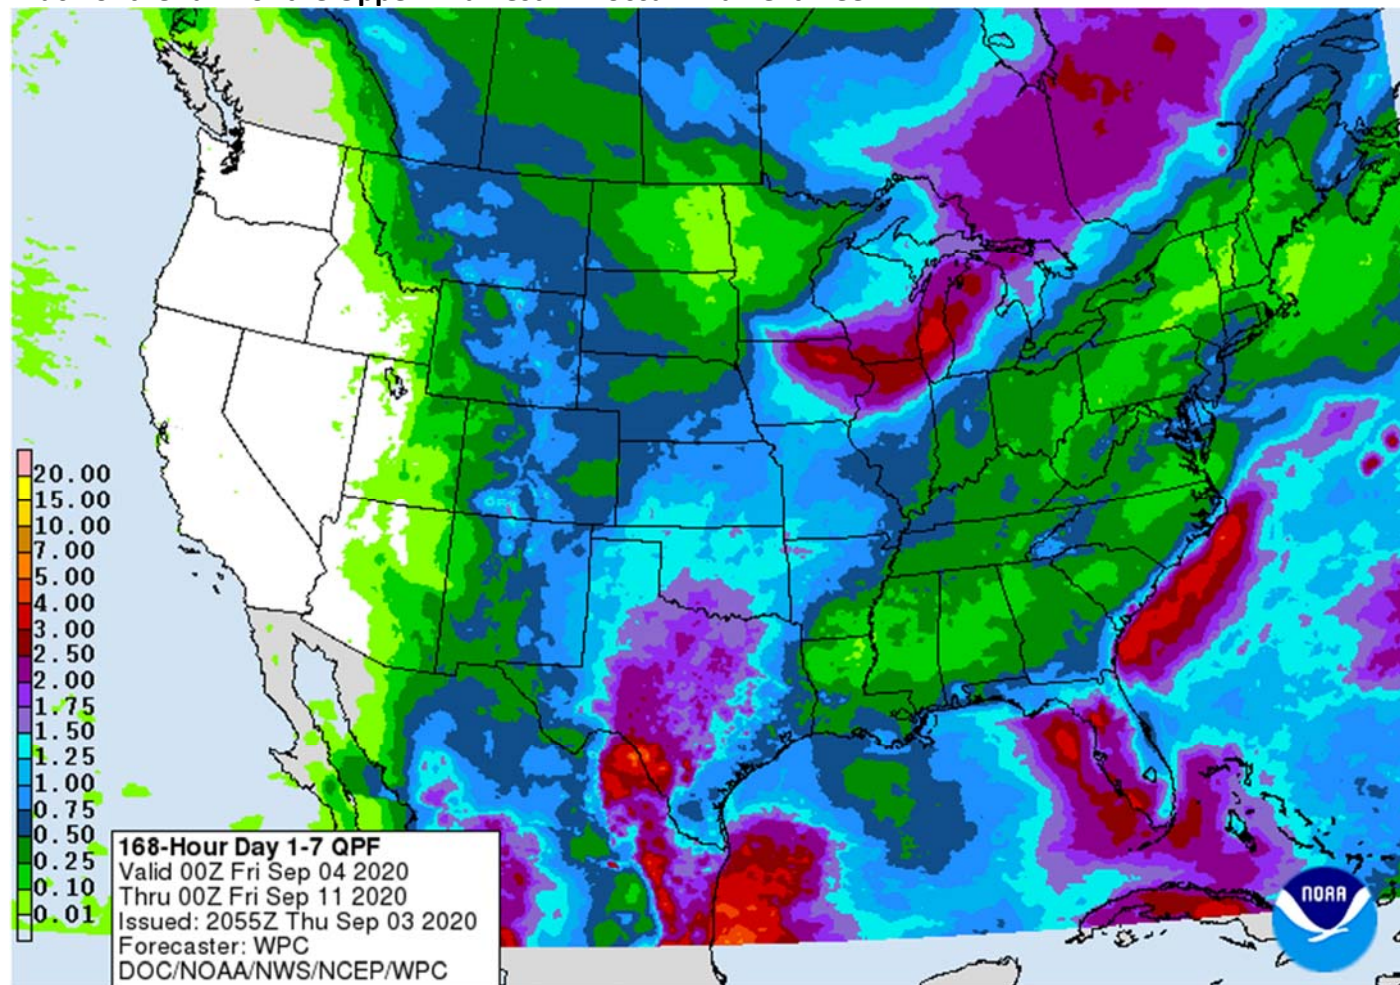 20.00
15.00
10.00
7.00
5.00
4.00
3.00
2.50
2.00
1.75
1.50
1.25
1.00
0.75
0.50
0.25
0.10
0.01
168-Hour Day 1-7 QPF
Valid 00Z Fri Sep 04 2020
Thru 00Z Fri Sep 11 2020
Issued: 2055Z Thu Sep 03 2020
Forecaster: WPC
DOC/NOAA/NWS/NCEP/WPC
NOAA